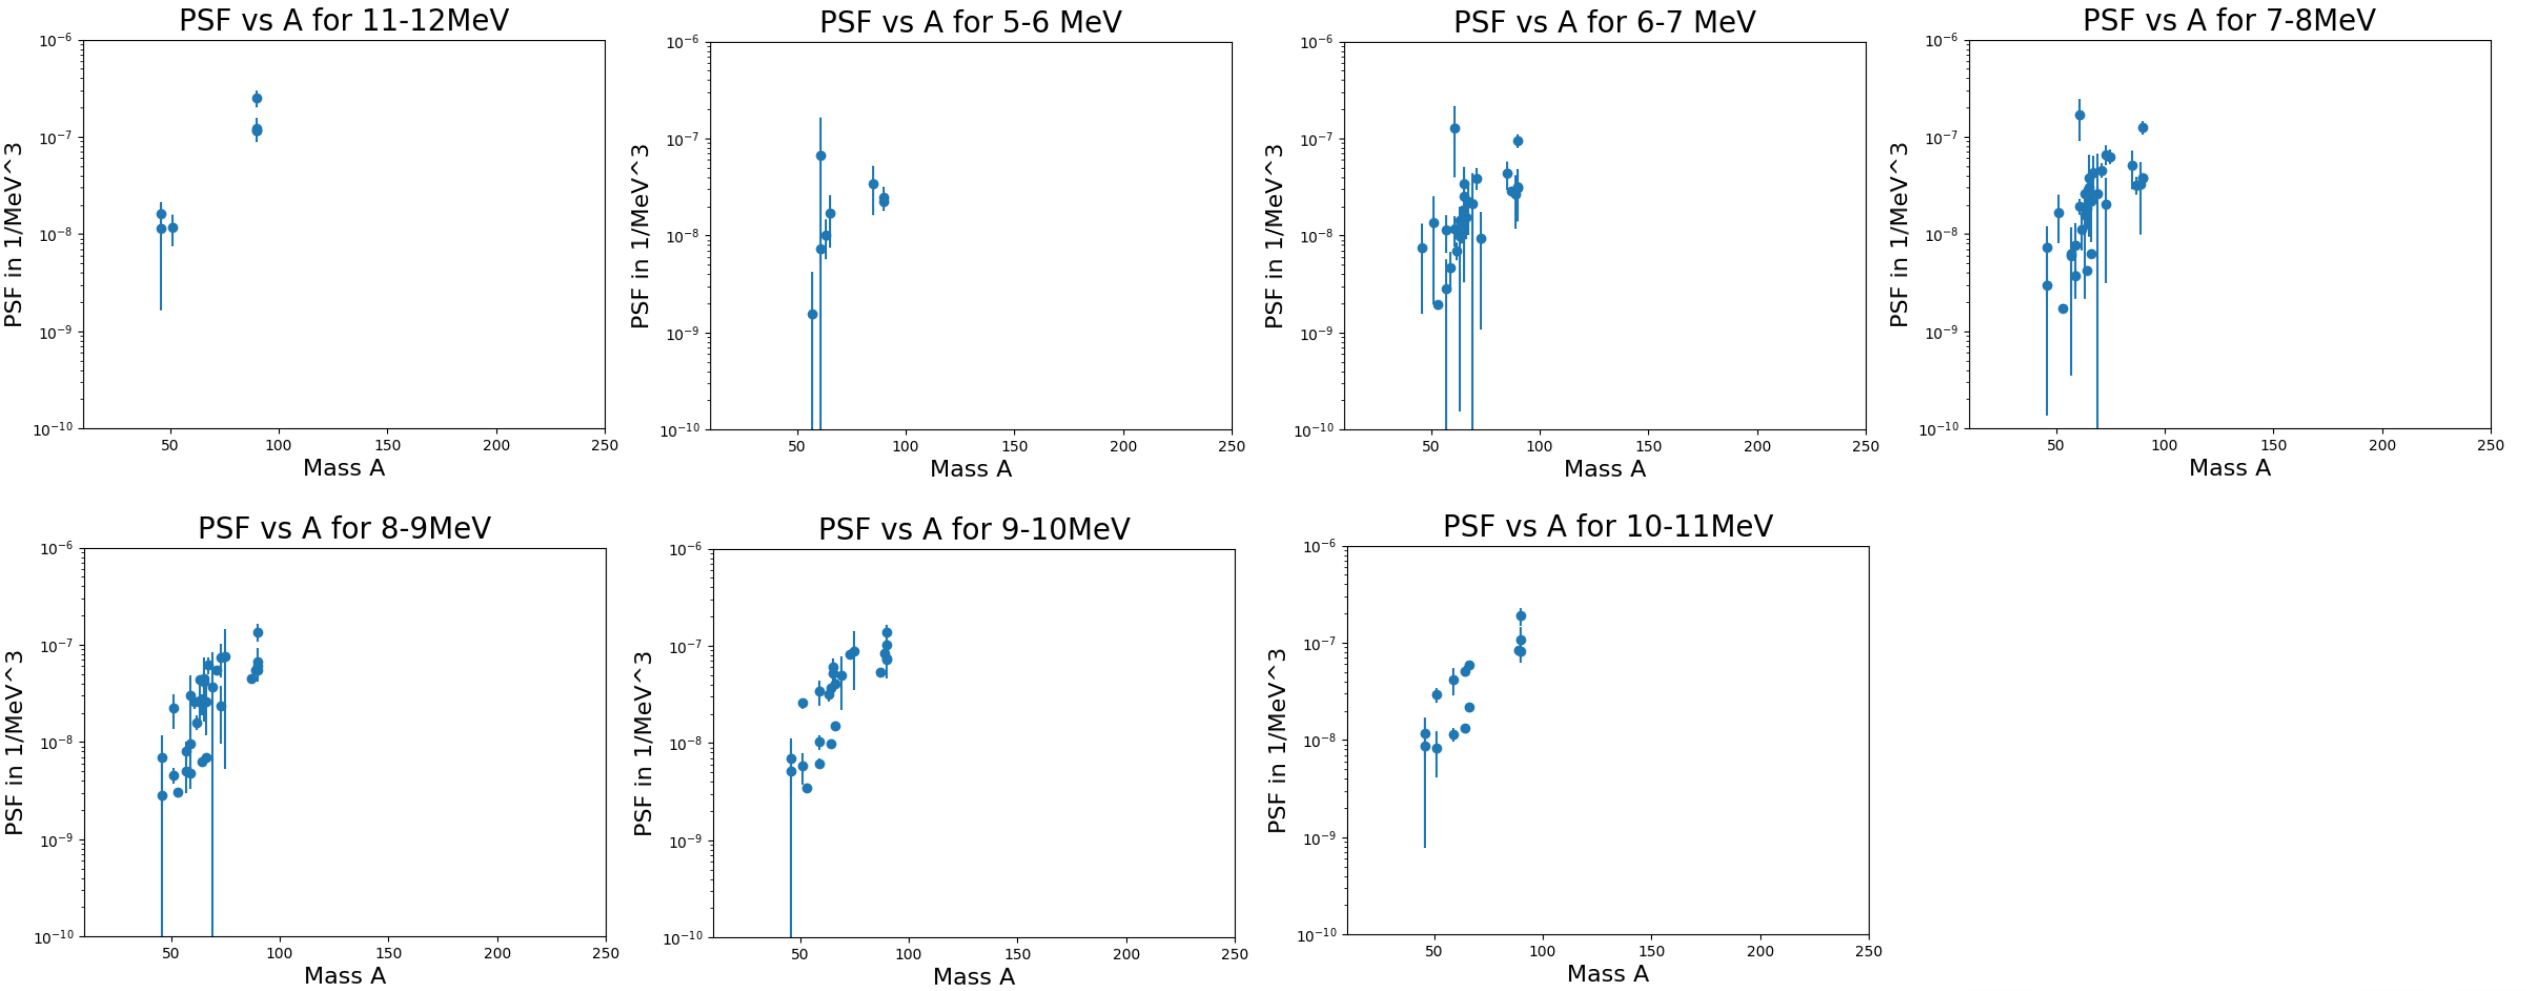 PSF vs A for 11-12MeV
PSF in 1/MeV^3
10⁻⁶
10⁻⁷
10⁻⁸
10⁻⁹
10⁻¹⁰
50 100 150 200 250
Mass A
PSF vs A for 5-6 MeV
PSF in 1/MeV^3
10⁻⁶
10⁻⁷
10⁻⁸
10⁻⁹
10⁻¹⁰
50 100 150 200 250
Mass A
PSF vs A for 6-7 MeV
PSF in 1/MeV^3
10⁻⁶
10⁻⁷
10⁻⁸
10⁻⁹
10⁻¹⁰
50 100 150 200 250
Mass A
PSF vs A for 7-8MeV
PSF in 1/MeV^3
10⁻⁶
10⁻⁷
10⁻⁸
10⁻⁹
10⁻¹⁰
50 100 150 200 250
Mass A
PSF vs A for 8-9MeV
PSF in 1/MeV^3
10⁻⁶
10⁻⁷
10⁻⁸
10⁻⁹
10⁻¹⁰
50 100 150 200 250
Mass A
PSF vs A for 9-10MeV
PSF in 1/MeV^3
10⁻⁶
10⁻⁷
10⁻⁸
10⁻⁹
10⁻¹⁰
50 100 150 200 250
Mass A
PSF vs A for 10-11MeV
PSF in 1/MeV^3
10⁻⁶
10⁻⁷
10⁻⁸
10⁻⁹
10⁻¹⁰
50 100 150 200 250
Mass A